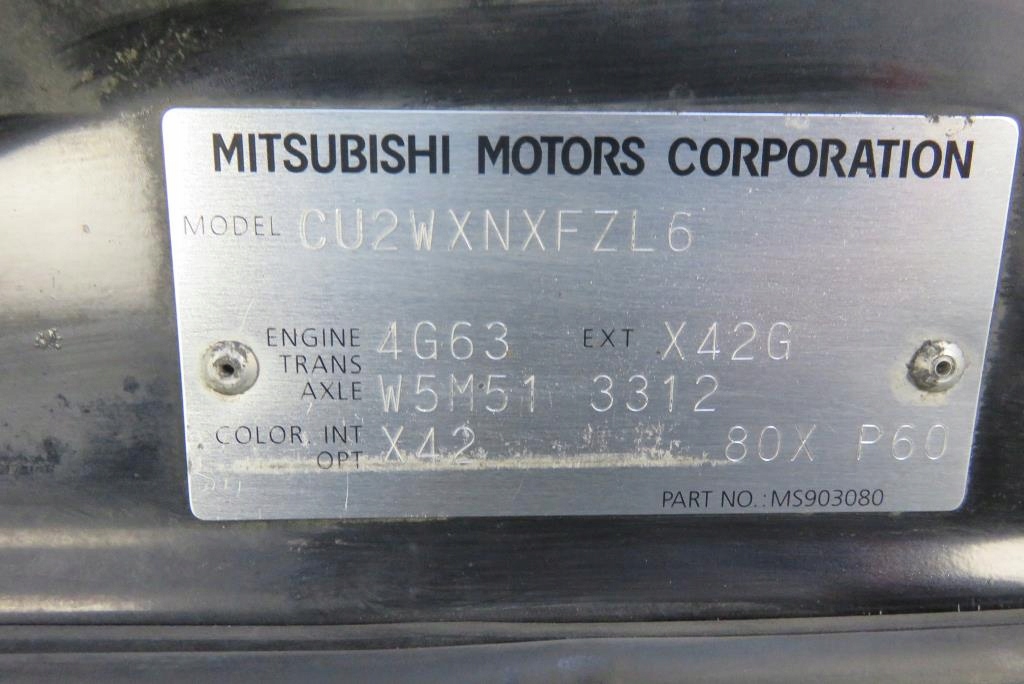 MITSUBISHI MOTORS CORPORATION
MODEL CU2WXNXFZL6
ENGINE 4G63 EXT X42G
TRANS
AXLE W5M51 3312
COLOR, INT X42 80X P60
OPT
PART NO.: MS903080